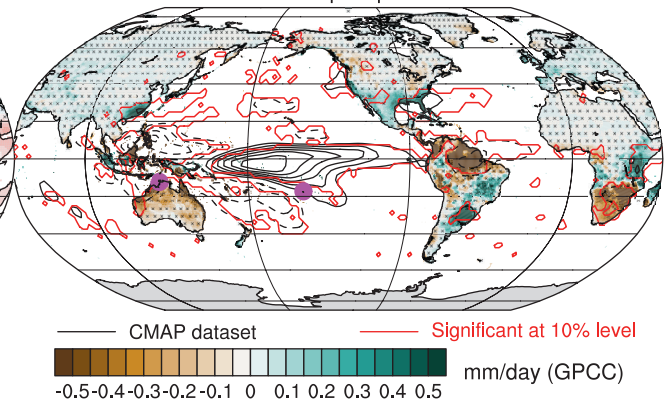 CMAP dataset
Significant at 10% level
mm/day (GPCC)
-0.5 -0.4 -0.3 -0.2 -0.1 0 0.1 0.2 0.3 0.4 0.5